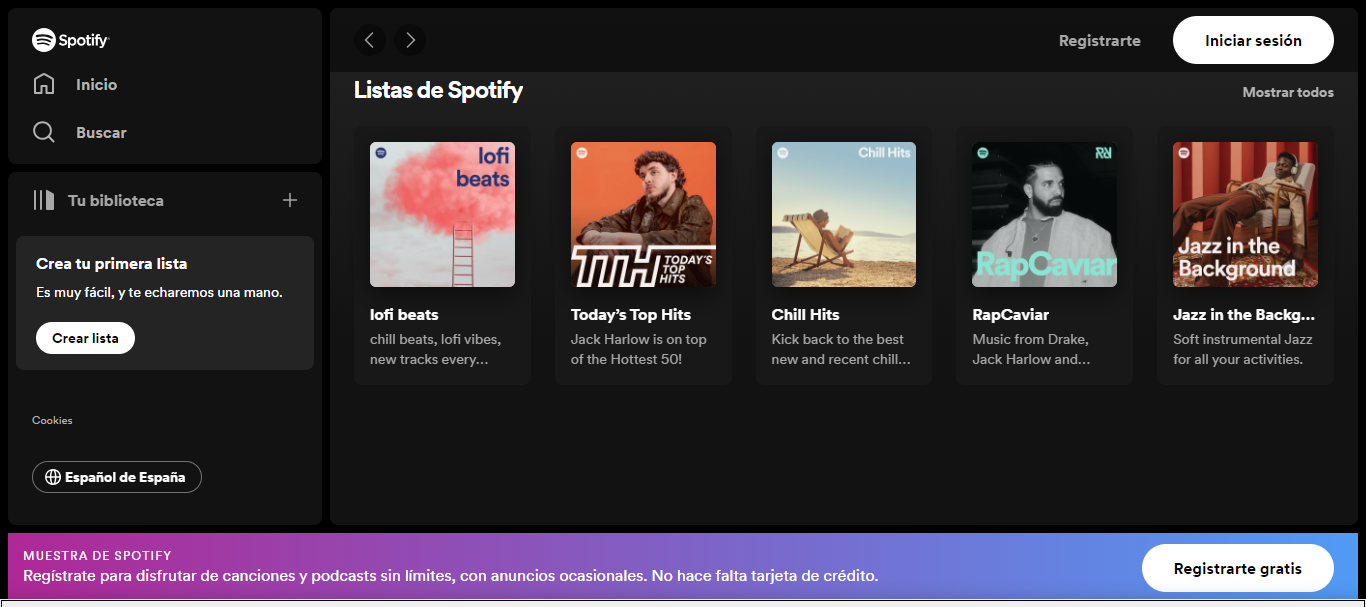 Spotify
Inicio
Buscar
Tu biblioteca
Crea tu primera lista
Es muy fácil, y te echaremos una mano.
Crear lista
Cookies
Español de España
Registrarte
Iniciar sesión
Listas de Spotify
Mostrar todos
lofi
beats
lofi beats
chill beats, lofi vibes,
new tracks every...
TTH TODAY'S
TOP
HITS
Today's Top Hits
Jack Harlow is on top
of the Hottest 50!
Chill Hits
Chill Hits
Kick back to the best
new and recent chill...
RapCaviar
RapCaviar
Music from Drake,
Jack Harlow and...
Jazz in the
Background
Jazz in the Backg...
Soft instrumental Jazz
for all your activities.
MUESTRA DE SPOTIFY
Regístrate para disfrutar de canciones y podcasts sin límites, con anuncios ocasionales. No hace falta tarjeta de crédito.
Registrarte gratis